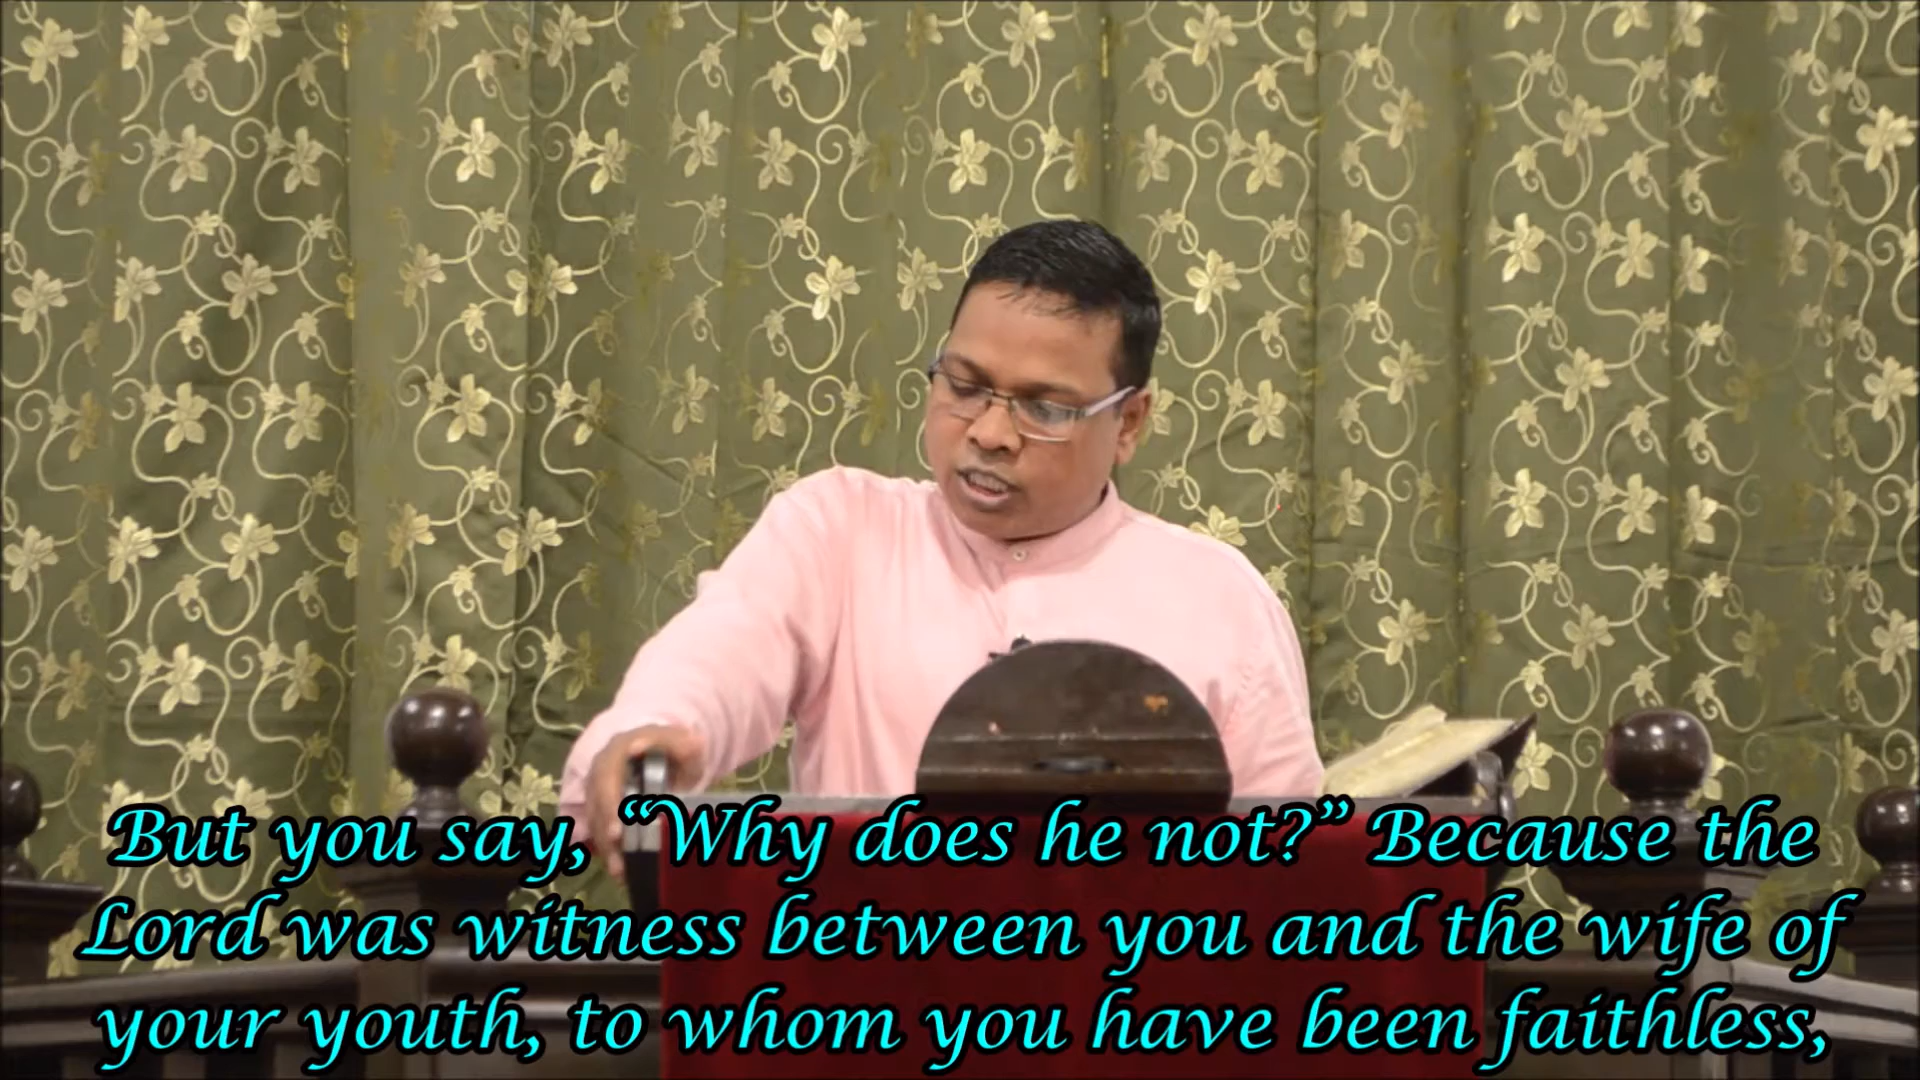 But you say, “Why does he not?” Because the
Lord was witness between you and the wife of
your youth, to whom you have been faithless,